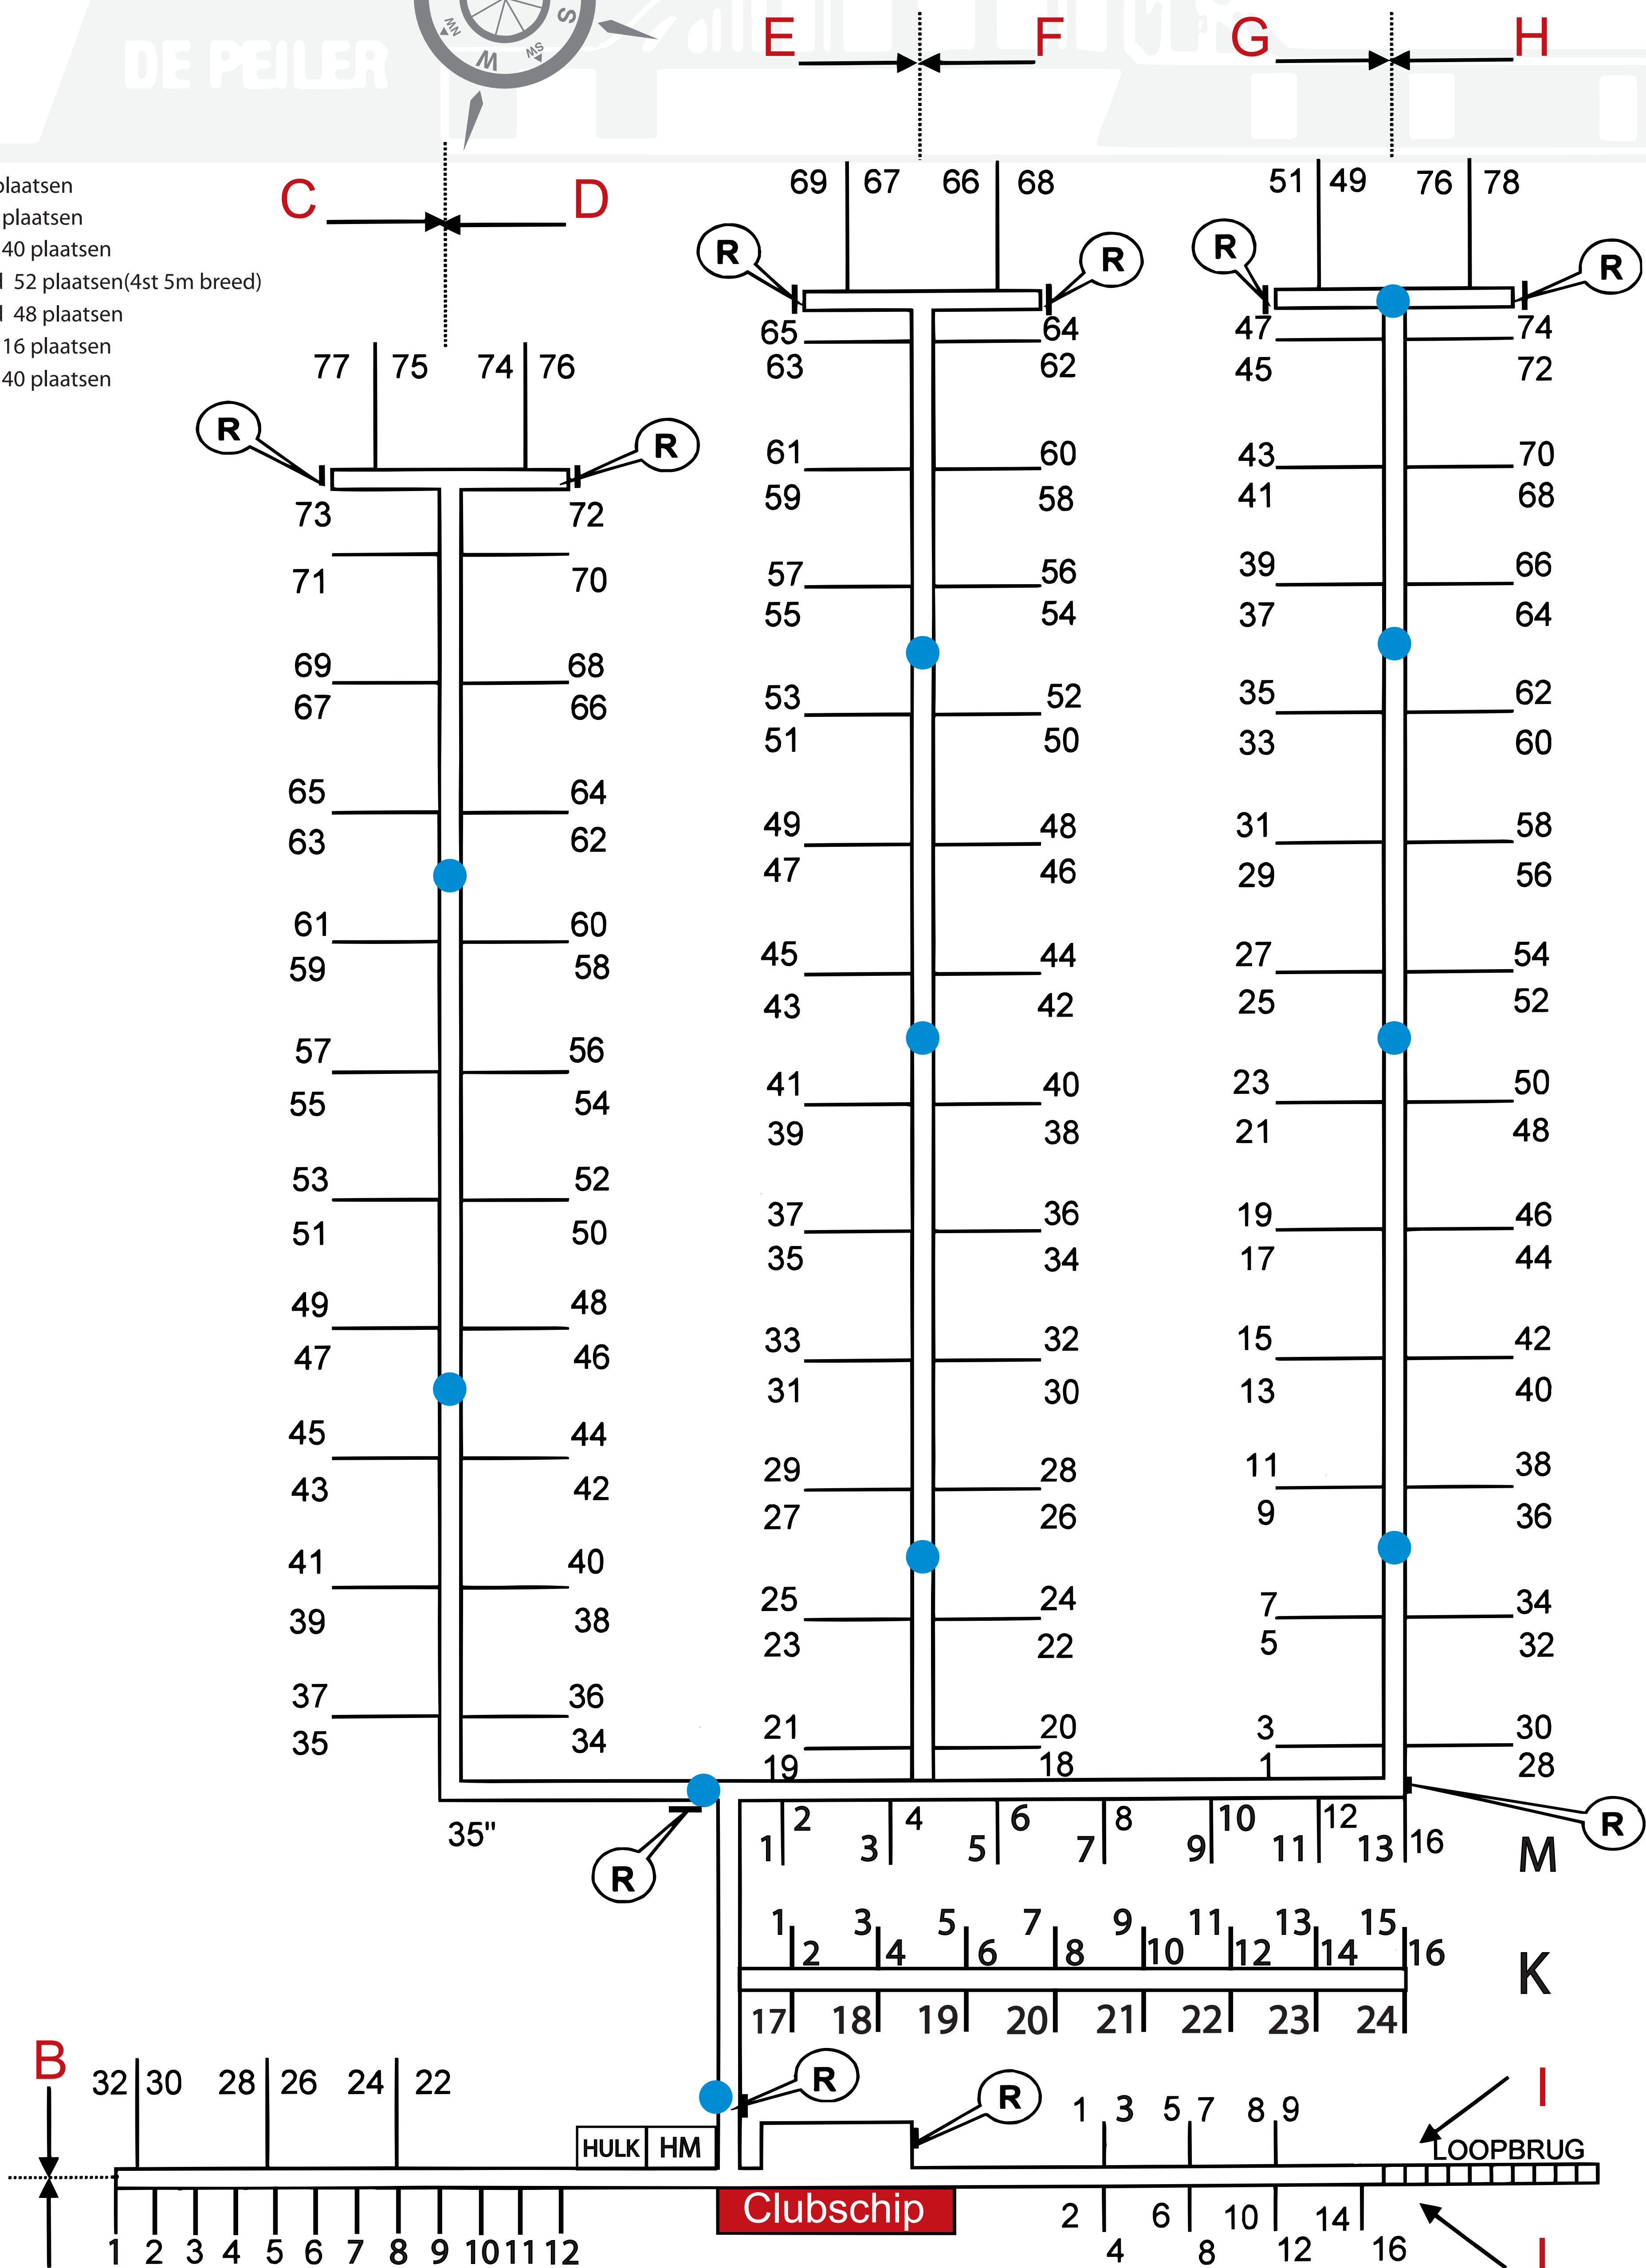 DE PEILER
S
W
NW
SW
E F G H
plaatsen
plaatsen
40 plaatsen
52 plaatsen(4st 5m breed)
48 plaatsen
16 plaatsen
40 plaatsen
C D
69 67 66 68 51 49 76 78
R R R R
65 64 47 74
63 62 45 72
77 75 74 76
R R
61 60 43 70
59 58 41 68
73 72
71 70
57 56 39 66
55 54 37 64
69 68
67 66
53 52 35 62
51 50 33 60
65 64
63 62
49 48 31 58
47 46 29 56
61 60
59 58
45 44 27 54
43 42 25 52
57 56
55 54
41 40 23 50
39 38 21 48
53 52
51 50
37 36 19 46
35 34 17 44
49 48
47 46
33 32 15 42
31 30 13 40
45 44
43 42
29 28 11 38
27 26 9 36
41 40
39 38
25 24 7 34
23 22 5 32
37 36
35 34
21 20 3 30
19 18 1 28
35"
2 4 6 8 10 12
1 3 5 7 9 11 13 16
R
M
R
1 3 5 7 9 11 13 15
2 4 6 8 10 12 14 16
K
17 18 19 20 21 22 23 24
B
32 30 28 26 24 22
R
R
1 3 5 7 8 9
I
HULK HM
LOOPBRUG
Clubschip
2 6 10 14
4 8 12 16
1 2 3 4 5 6 7 8 9 10 11 12